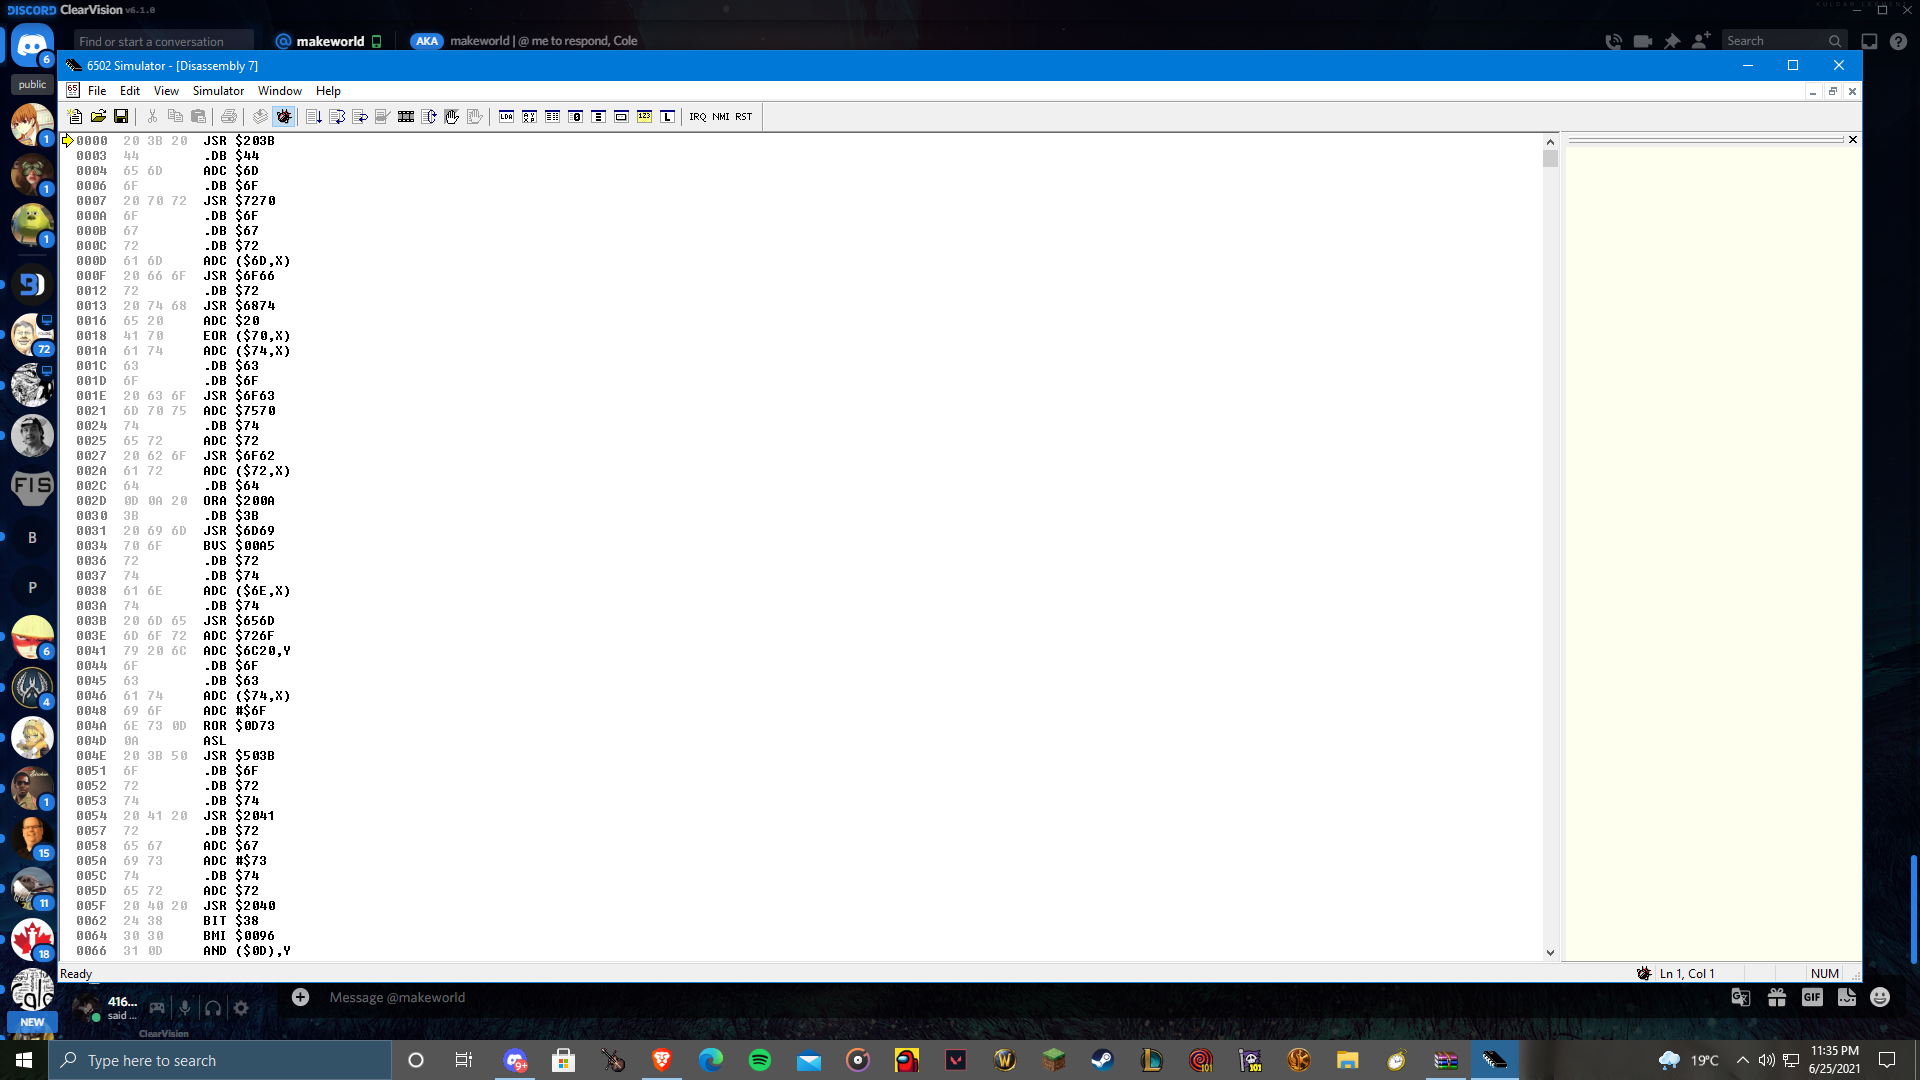 DISCORD ClearVision v6.1.0
Find or start a conversation
@ makeworld
AKA makeworld | @ me to respond, Cole
Search
6
public
6502 Simulator - [Disassembly 7]
File Edit View Simulator Window Help
IRQ NMI RST
0000 20 3B 20 JSR $203B
0003 44 .DB $44
0004 65 6D ADC $6D
0006 6F .DB $6F
0007 20 70 72 JSR $7270
000A 6F .DB $6F
000B 67 .DB $67
000C 72 .DB $72
000D 61 6D ADC ($6D,X)
000F 20 66 6F JSR $6F66
0012 72 .DB $72
0013 20 74 68 JSR $6874
0016 65 20 ADC $20
0018 41 70 EOR ($70,X)
001A 61 74 ADC ($74,X)
001C 63 .DB $63
001D 6F .DB $6F
001E 20 63 6F JSR $6F63
0021 6D 70 75 ADC $7570
0024 74 .DB $74
0025 65 72 ADC $72
0027 20 62 6F JSR $6F62
002A 61 72 ADC ($72,X)
002C 64 .DB $64
002D 0D 0A 20 ORA $200A
0030 3B .DB $3B
0031 20 69 6D JSR $6D69
0034 70 6F BVS $00A5
0036 72 .DB $72
0037 74 .DB $74
0038 61 6E ADC ($6E,X)
003A 74 .DB $74
003B 20 6D 65 JSR $656D
003E 6D 6F 72 ADC $726F
0041 79 20 6C ADC $6C20,Y
0044 6F .DB $6F
0045 63 .DB $63
0046 61 74 ADC ($74,X)
0048 69 6F ADC #$6F
004A 6E 73 0D ROR $0D73
004D 0A ASL
004E 20 3B 50 JSR $503B
0051 6F .DB $6F
0052 72 .DB $72
0053 74 .DB $74
0054 20 41 20 JSR $2041
0057 72 .DB $72
0058 65 67 ADC $67
005A 69 73 ADC #$73
005C 74 .DB $74
005D 65 72 ADC $72
005F 20 40 20 JSR $2040
0062 24 38 BIT $38
0064 30 30 BMI $0096
0066 31 0D AND ($0D),Y
1
1
1
72
FIS
B
P
6
4
1
15
11
18
NEW
Ready
Ln 1, Col 1
NUM
416...
said ...
Message @makeworld
GIF
ClearVision
Type here to search
9+
19°C
11:35 PM
6/25/2021